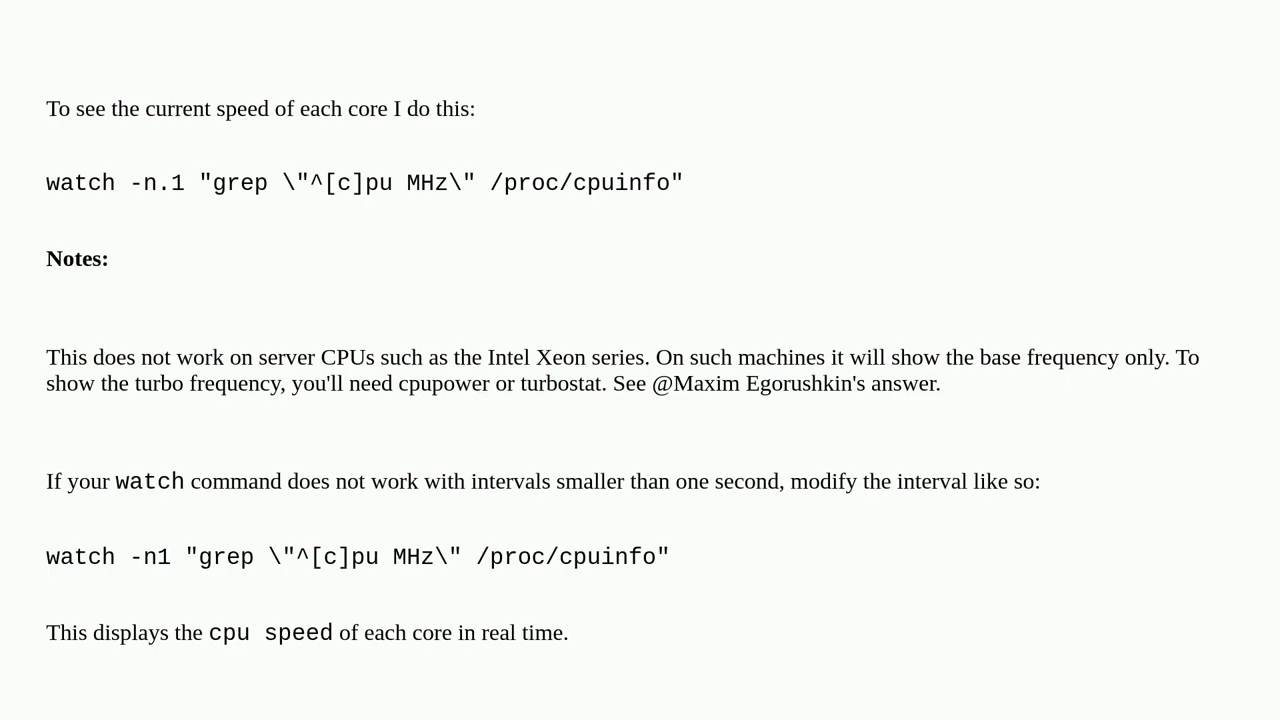 To see the current speed of each core I do this:
watch -n.1 "grep \"^[c]pu MHz\" /proc/cpuinfo"
Notes:
This does not work on server CPUs such as the Intel Xeon series. On such machines it will show the base frequency only. To
show the turbo frequency, you'll need cpupower or turbostat. See @Maxim Egorushkin's answer.
If your watch command does not work with intervals smaller than one second, modify the interval like so:
watch -n1 "grep \"^[c]pu MHz\" /proc/cpuinfo"
This displays the cpu speed of each core in real time.